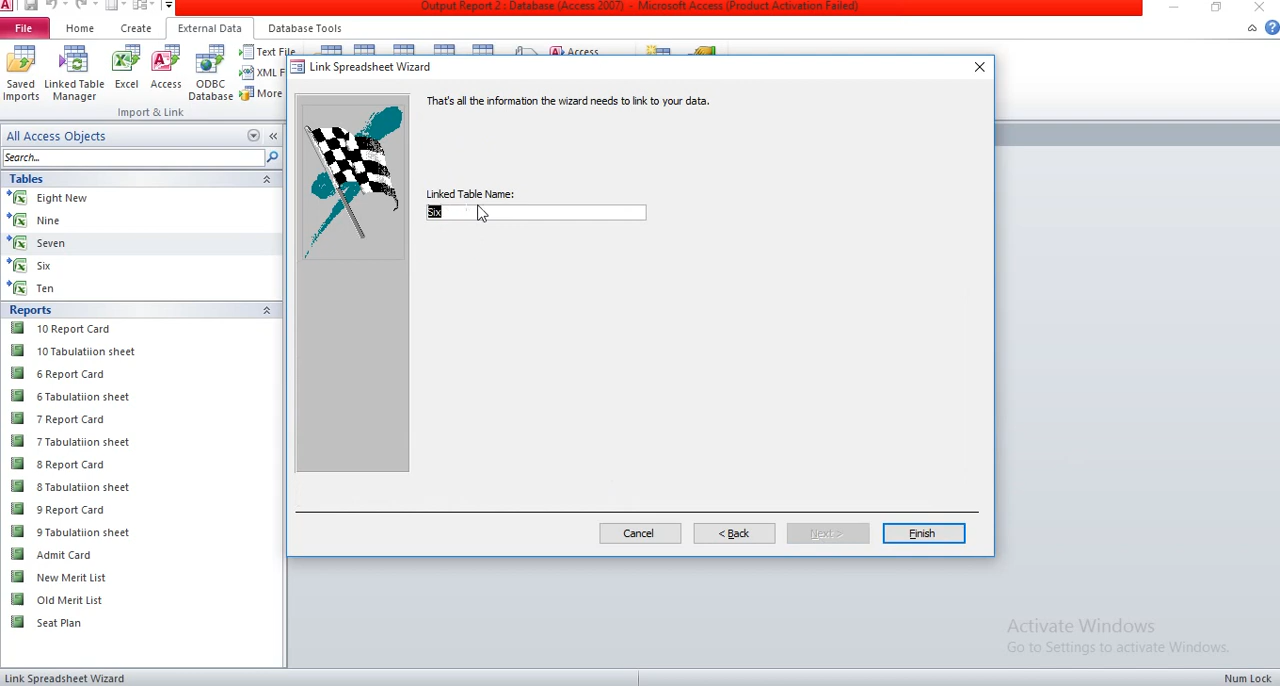 Output Report 2 : Database (Access 2007) - Microsoft Access (Product Activation Failed)
File Home Create External Data Database Tools
Saved Imports
Linked Table Manager
Excel
Access
ODBC Database
Text File
XML F
More
Access
Import & Link
Link Spreadsheet Wizard
That's all the information the wizard needs to link to your data.
Linked Table Name:
Six
Cancel
< Back
Next >
Finish
All Access Objects
Search...
Tables
Eight New
Nine
Seven
Six
Ten
Reports
10 Report Card
10 Tabulatiion sheet
6 Report Card
6 Tabulatiion sheet
7 Report Card
7 Tabulatiion sheet
8 Report Card
8 Tabulatiion sheet
9 Report Card
9 Tabulatiion sheet
Admit Card
New Merit List
Old Merit List
Seat Plan
Activate Windows
Go to Settings to activate Windows.
Link Spreadsheet Wizard
Num Lock